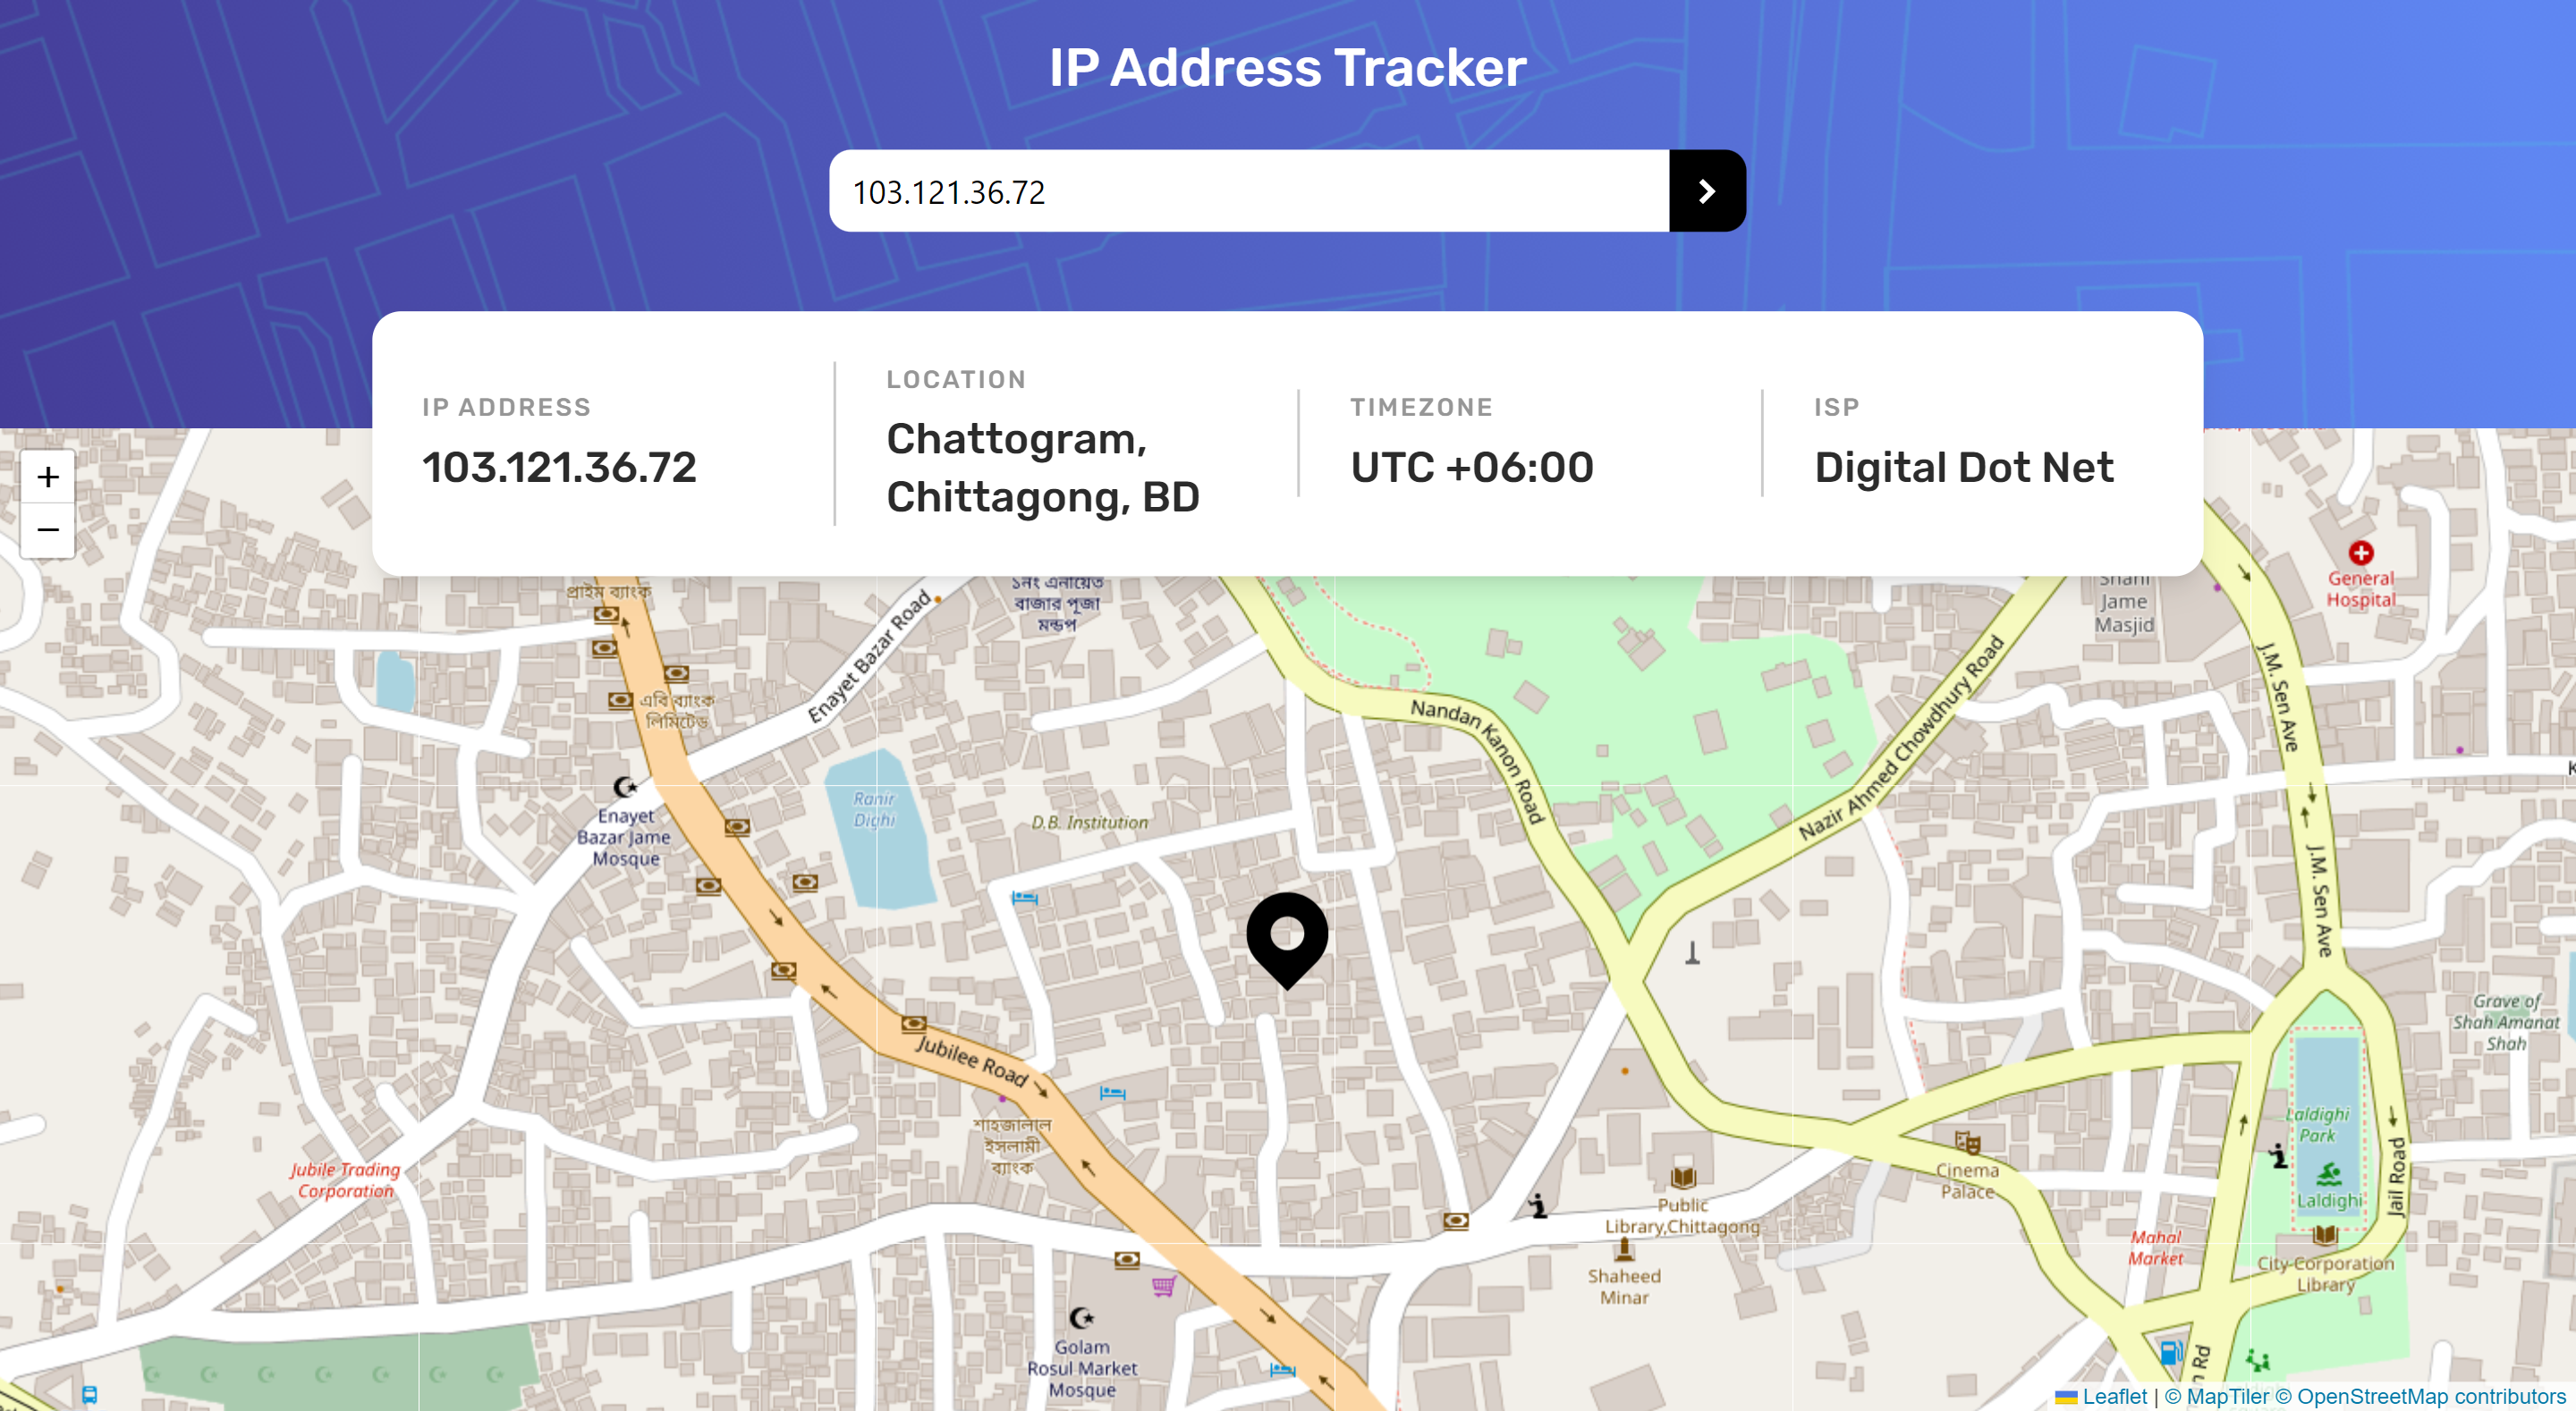 IP Address Tracker
103.121.36.72
IP ADDRESS
103.121.36.72
LOCATION
Chattogram,
Chittagong, BD
TIMEZONE
UTC +06:00
ISP
Digital Dot Net
+
−
প্রাইম ব্যাংক
Enayet Bazar Road
১নং এনায়েত
বাজার পূজা
মন্ডপ
Shahi
Jame
Masjid
General
Hospital
এবি ব্যাংক
লিমিটেড
J.M. Sen Ave
Nandan Kanon Road
Nazir Ahmed Chowdhury Road
Enayet
Bazar Jame
Mosque
Ranir
Dighi
D.B. Institution
J.M. Sen Ave
Grave of
Shah Amanat
Shah
Jubilee Road
শাহজালাল
ইসলামী
ব্যাংক
Jubile Trading
Corporation
Laldighi
Park
Laldighi
Jail Road
Cinema
Palace
Public
Library,Chittagong
Shaheed
Minar
Mahal
Market
City Corporation
Library
Golam
Rosul Market
Mosque
Rd
Leaflet | © MapTiler © OpenStreetMap contributors